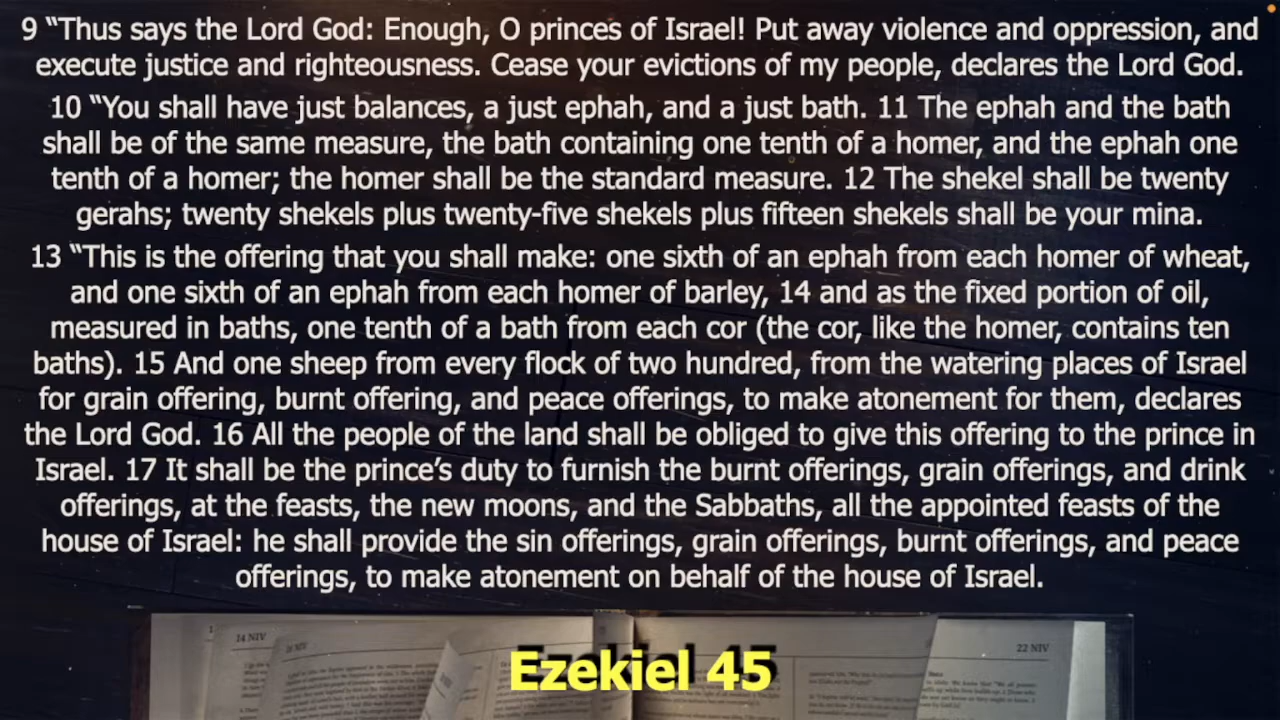 9 “Thus says the Lord God: Enough, O princes of Israel! Put away violence and oppression, and
execute justice and righteousness. Cease your evictions of my people, declares the Lord God.
10 “You shall have just balances, a just ephah, and a just bath. 11 The ephah and the bath
shall be of the same measure, the bath containing one tenth of a homer, and the ephah one
tenth of a homer; the homer shall be the standard measure. 12 The shekel shall be twenty
gerahs; twenty shekels plus twenty-five shekels plus fifteen shekels shall be your mina.
13 “This is the offering that you shall make: one sixth of an ephah from each homer of wheat,
and one sixth of an ephah from each homer of barley, 14 and as the fixed portion of oil,
measured in baths, one tenth of a bath from each cor (the cor, like the homer, contains ten
baths). 15 And one sheep from every flock of two hundred, from the watering places of Israel
for grain offering, burnt offering, and peace offerings, to make atonement for them, declares
the Lord God. 16 All the people of the land shall be obliged to give this offering to the prince in
Israel. 17 It shall be the prince’s duty to furnish the burnt offerings, grain offerings, and drink
offerings, at the feasts, the new moons, and the Sabbaths, all the appointed feasts of the
house of Israel: he shall provide the sin offerings, grain offerings, burnt offerings, and peace
offerings, to make atonement on behalf of the house of Israel.
14 NIV
22 NIV
Ezekiel 45